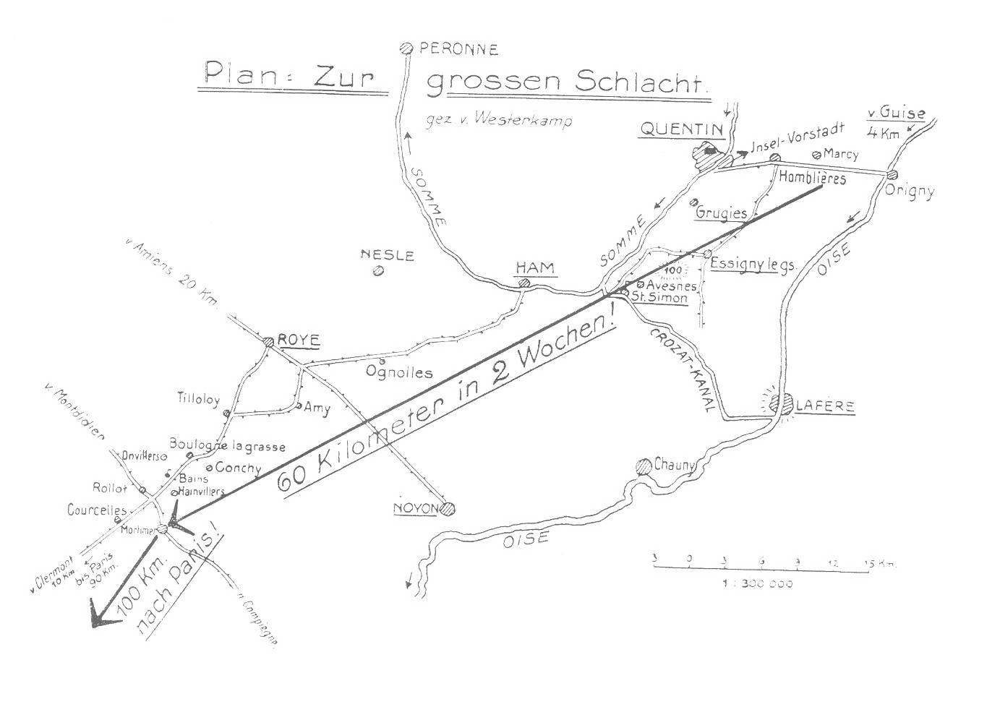 PERONNE
Plan: Zur grossen Schlacht.
gez v. Westerkamp
QUENTIN
v. Guise
4 Km
Insel-Vorstadt
Marcy
Homblières
Origny
Grugies
SOMME
SOMME
OISE
NESLE
HAM
Essigny le gs.
100
Avesnes
St. Simon
v. Amiens 20 Km.
ROYE
CROZAT-KANAL
60 Kilometer in 2 Wochen!
Ognolles
v. Montdidier
Tilloloy
Amy
LAFÈRE
Boulogne la grasse
Onvillers
Conchy
Chauny
Bains
Rollot
Hainvillers
Courcelles
NOYON
Mortimer
OISE
v. Clermont
10 Km.
bis Paris
90 Km.
100 Km.
nach Paris!
n Compiegne.
3 0 3 6 9 12 15 Km.
1 : 300 000